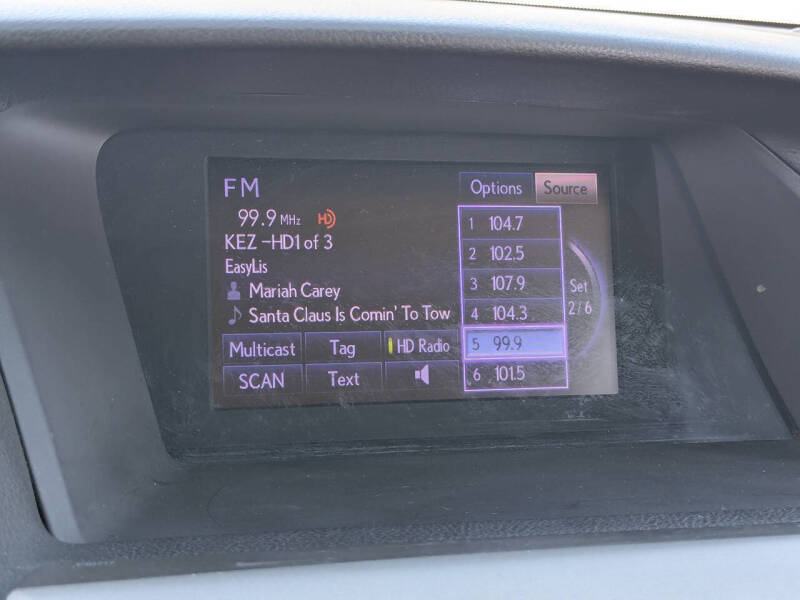 FM
Options Source
99.9 MHz HD
KEZ -HD1 of 3
EasyLis
Mariah Carey
Santa Claus Is Comin' To Tow
1 104.7
2 102.5
3 107.9
4 104.3
5 99.9
6 101.5
Set
2/6
Multicast Tag HD Radio
SCAN Text